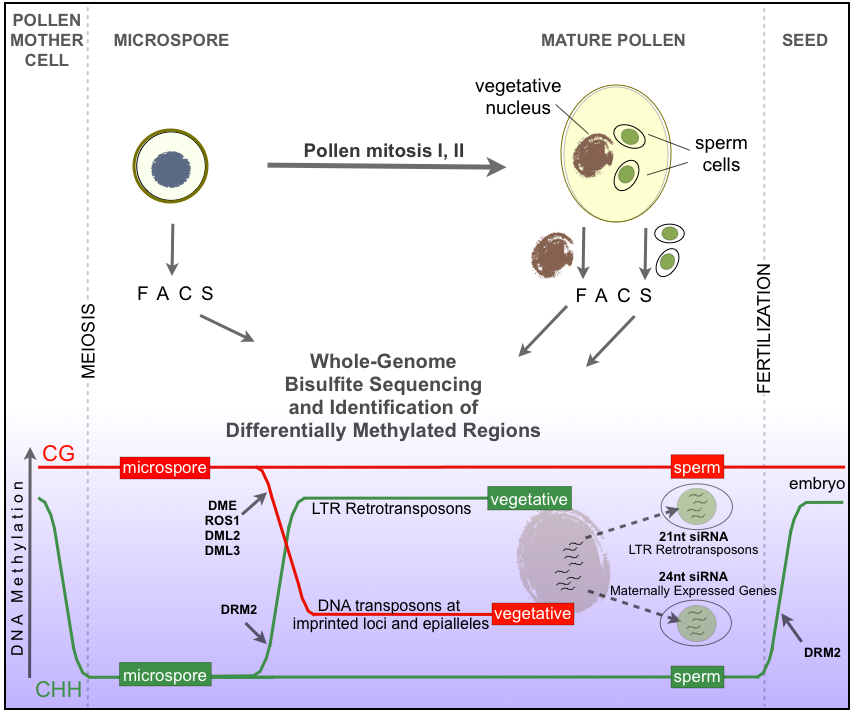 POLLEN
MOTHER
CELL
MICROSPORE
MATURE POLLEN
SEED
vegetative
nucleus
Pollen mitosis I, II
sperm
cells
F A C S
F A C S
MEIOSIS
FERTILIZATION
Whole-Genome
Bisulfite Sequencing
and Identification of
Differentially Methylated Regions
DNA Methylation
CG
microspore
sperm
embryo
DME
ROS1
DML2
DML3
LTR Retrotransposons
vegetative
21nt siRNA
LTR Retrotransposons
24nt siRNA
Maternally Expressed Genes
DRM2
DNA transposons at
imprinted loci and epialleles
vegetative
DRM2
CHH
microspore
sperm